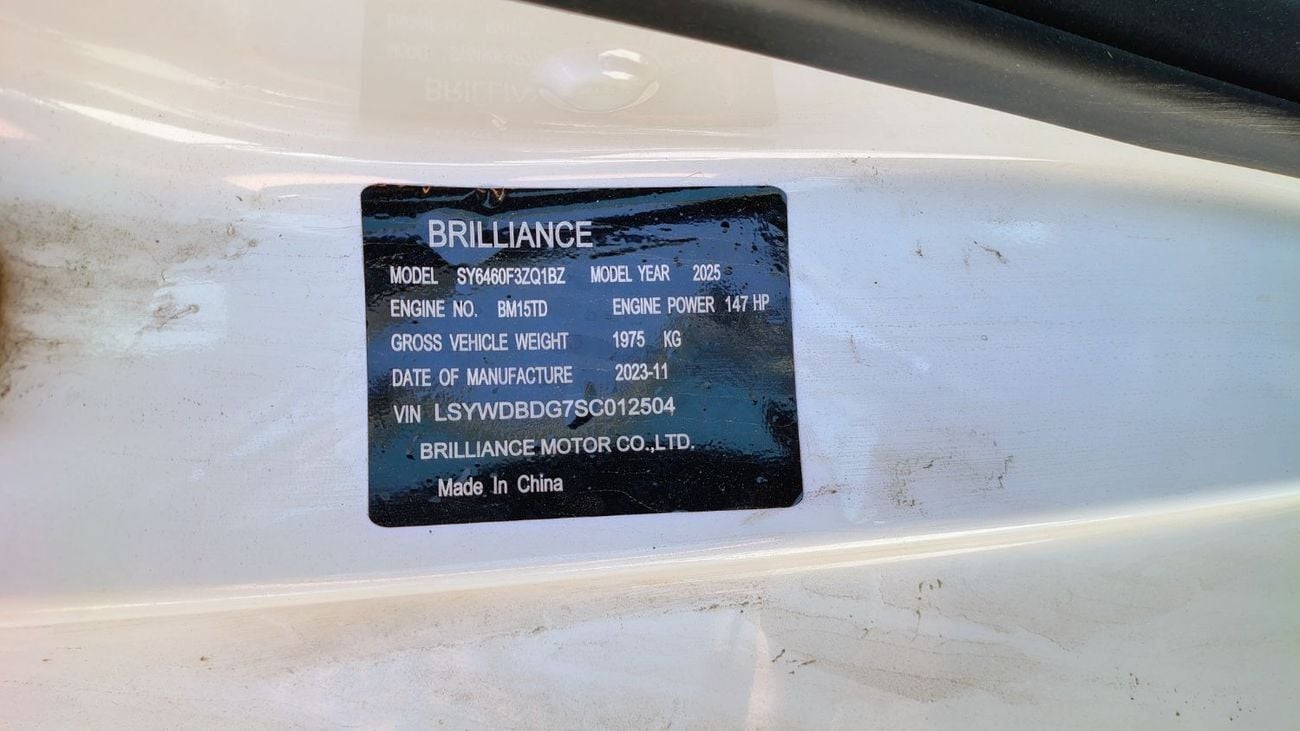 BRILLIANCE
MODEL SY6460F3ZQ1BZ MODEL YEAR 2025
ENGINE NO. BM15TD ENGINE POWER 147 HP
GROSS VEHICLE WEIGHT 1975 KG
DATE OF MANUFACTURE 2023-11
VIN LSYWDBDG7SC012504
BRILLIANCE MOTOR CO.,LTD.
Made In China